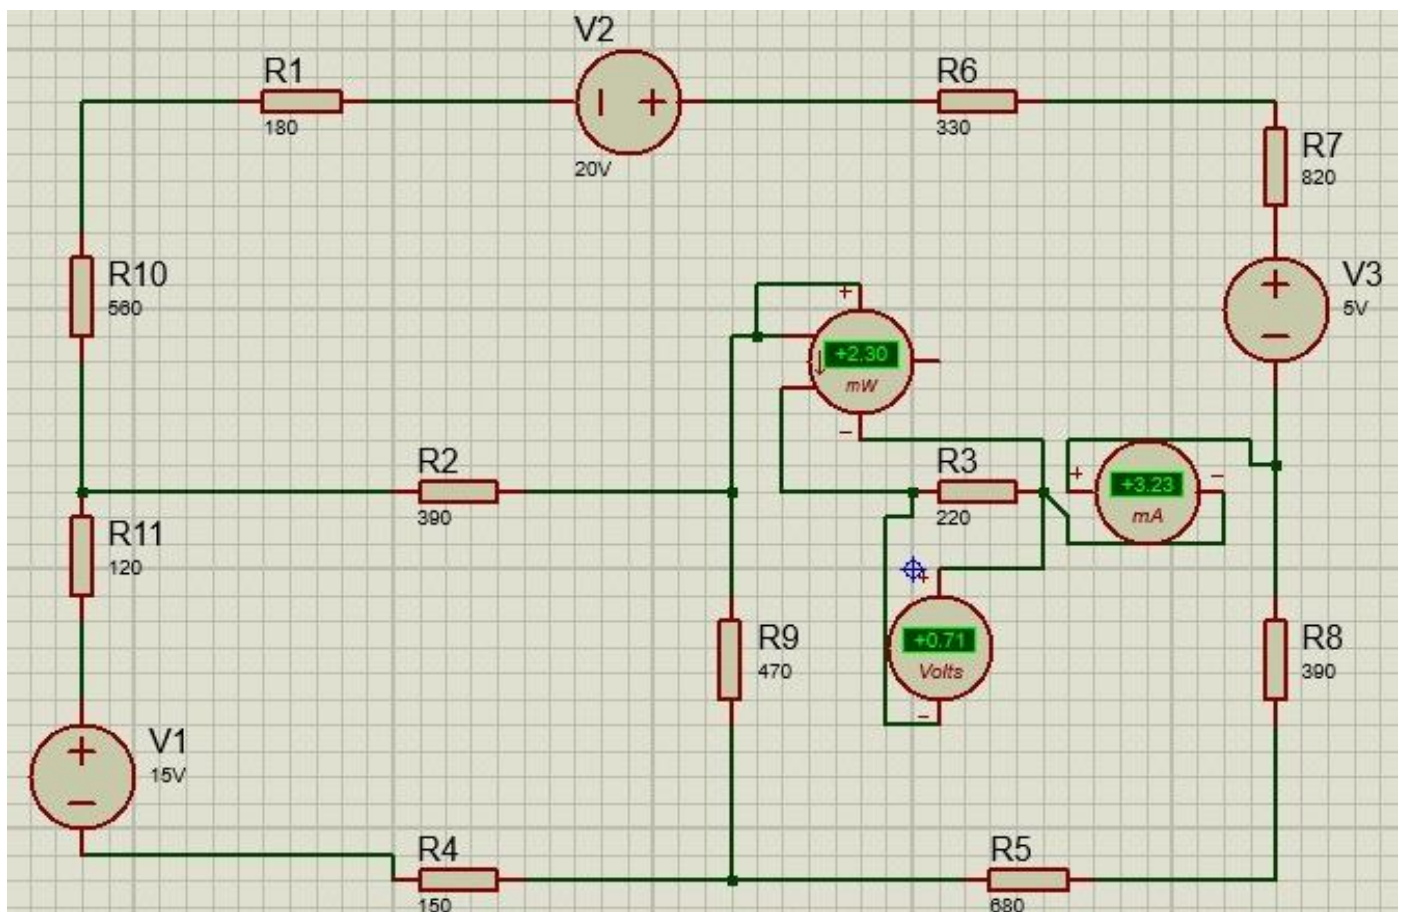 V2
R1
R6
180
330
R7
820
20V
R10
560
V3
5V
+
+2.30
mW
−
R2
R3
+
−
+3.23
mA
390
220
R11
120
+
+0.71
Volts
−
R9
470
R8
390
V1
15V
R4
R5
150
680